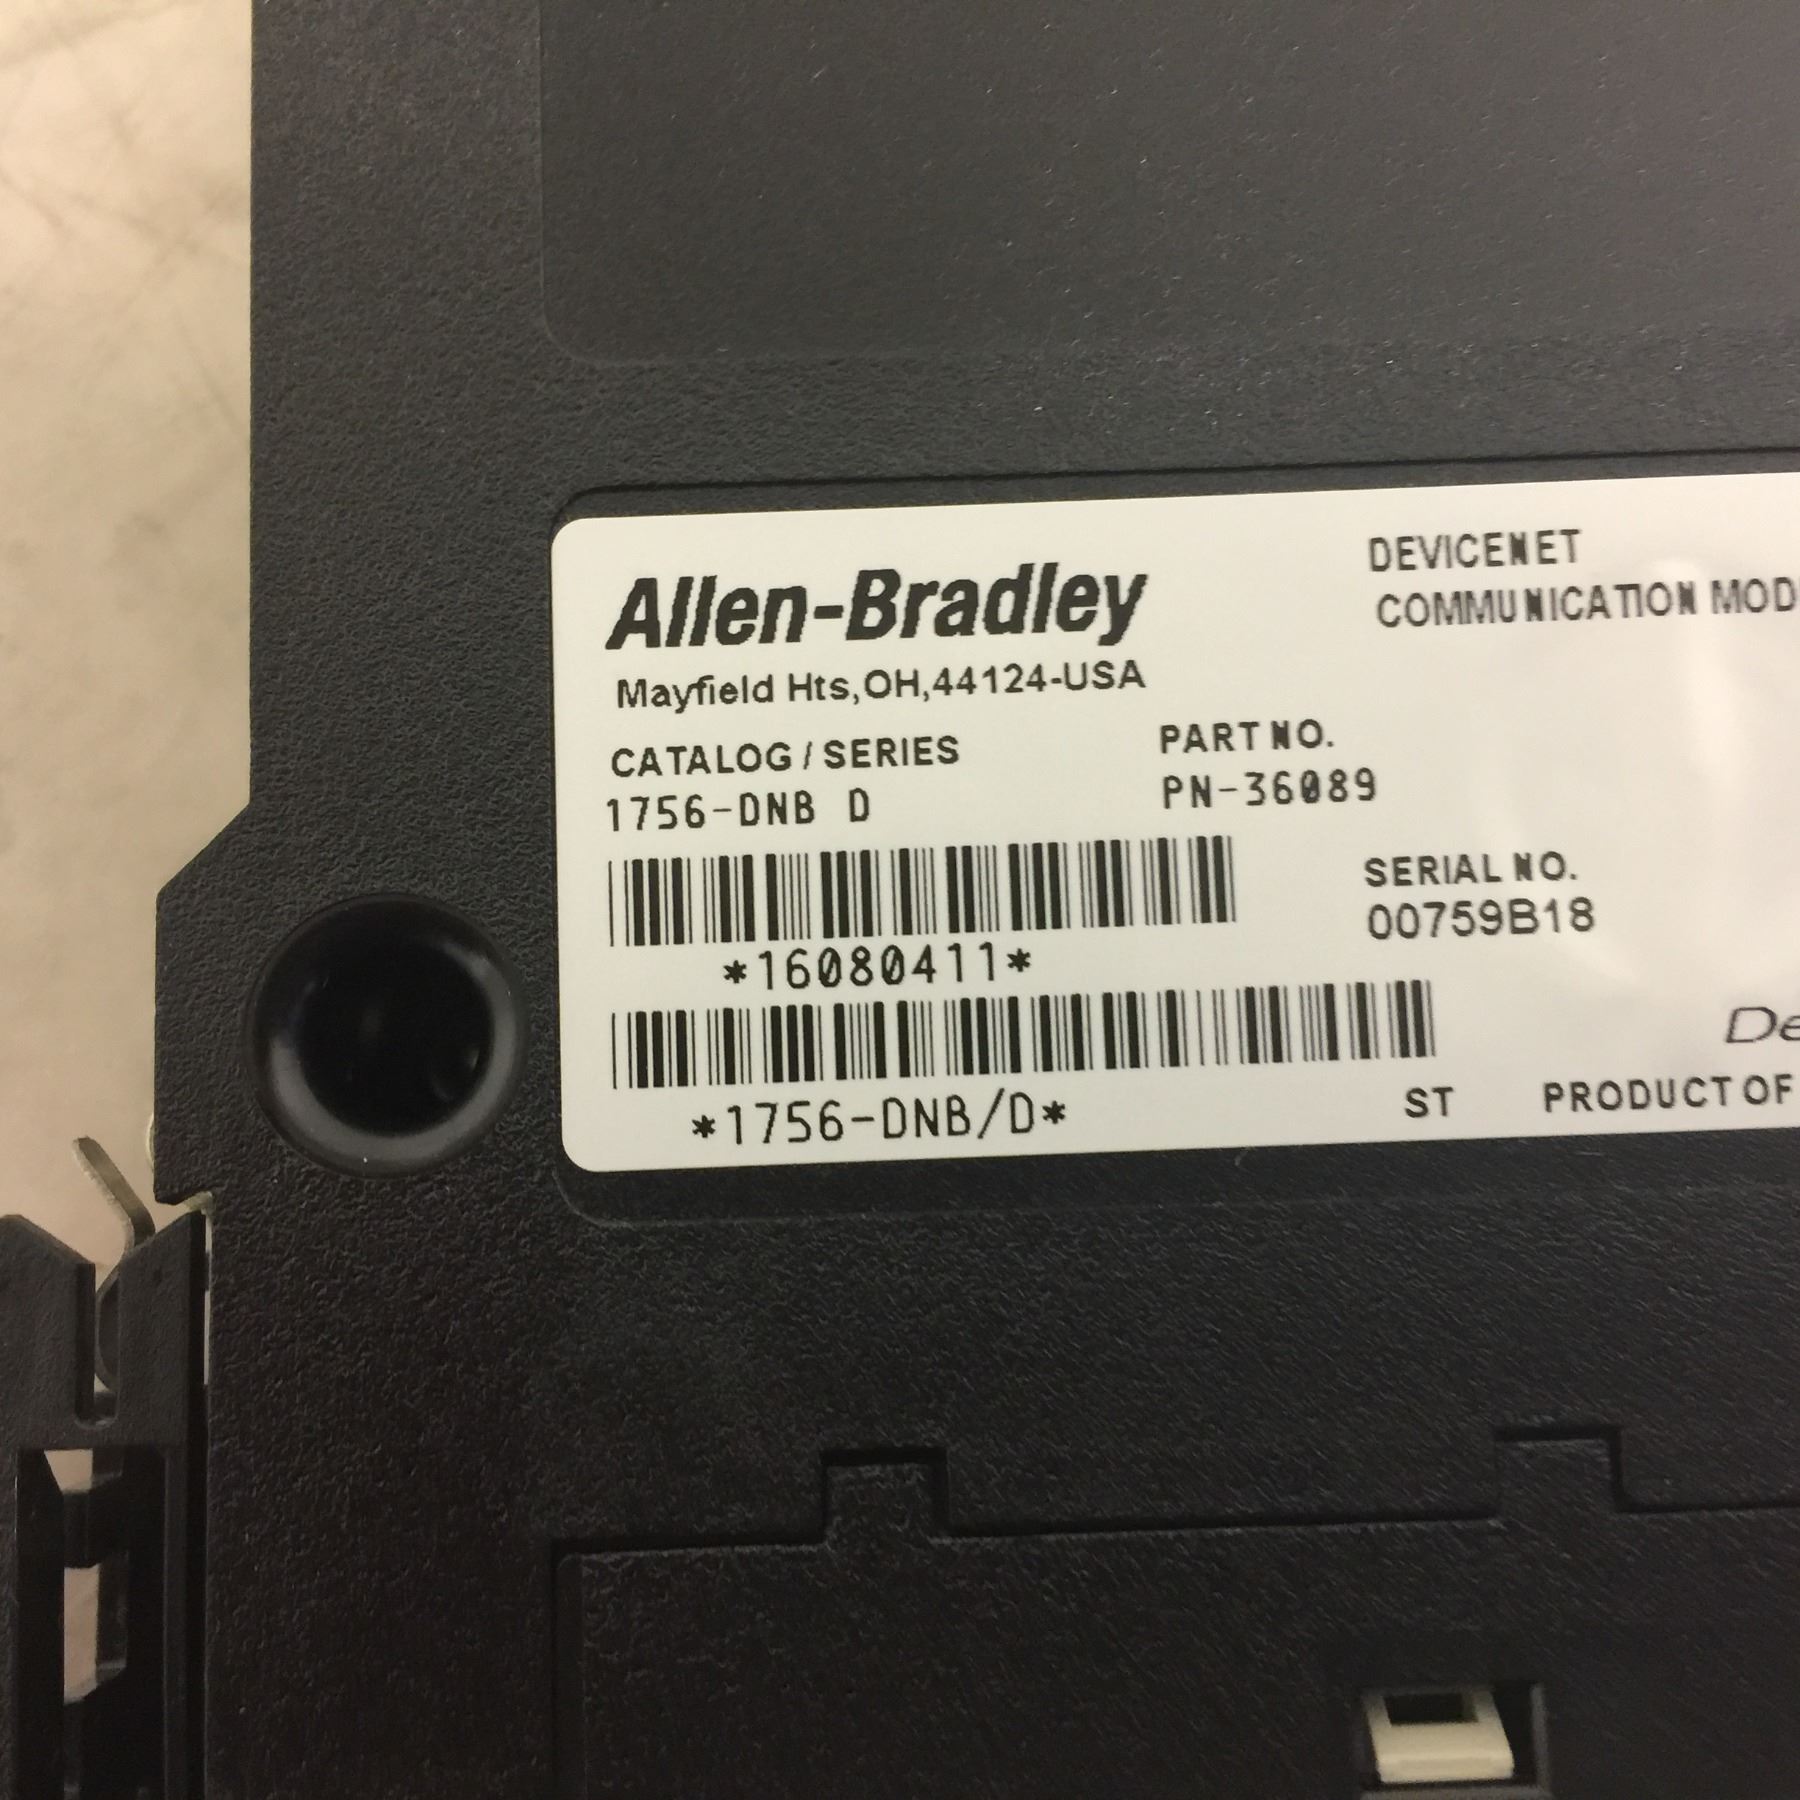 Allen-Bradley
Mayfield Hts,OH,44124-USA
DEVICENET
COMMUNICATION MOD
CATALOG / SERIES
1756-DNB D
PART NO.
PN-36089
SERIAL NO.
00759B18
*16080411*
De
*1756-DNB/D*
ST
PRODUCT OF